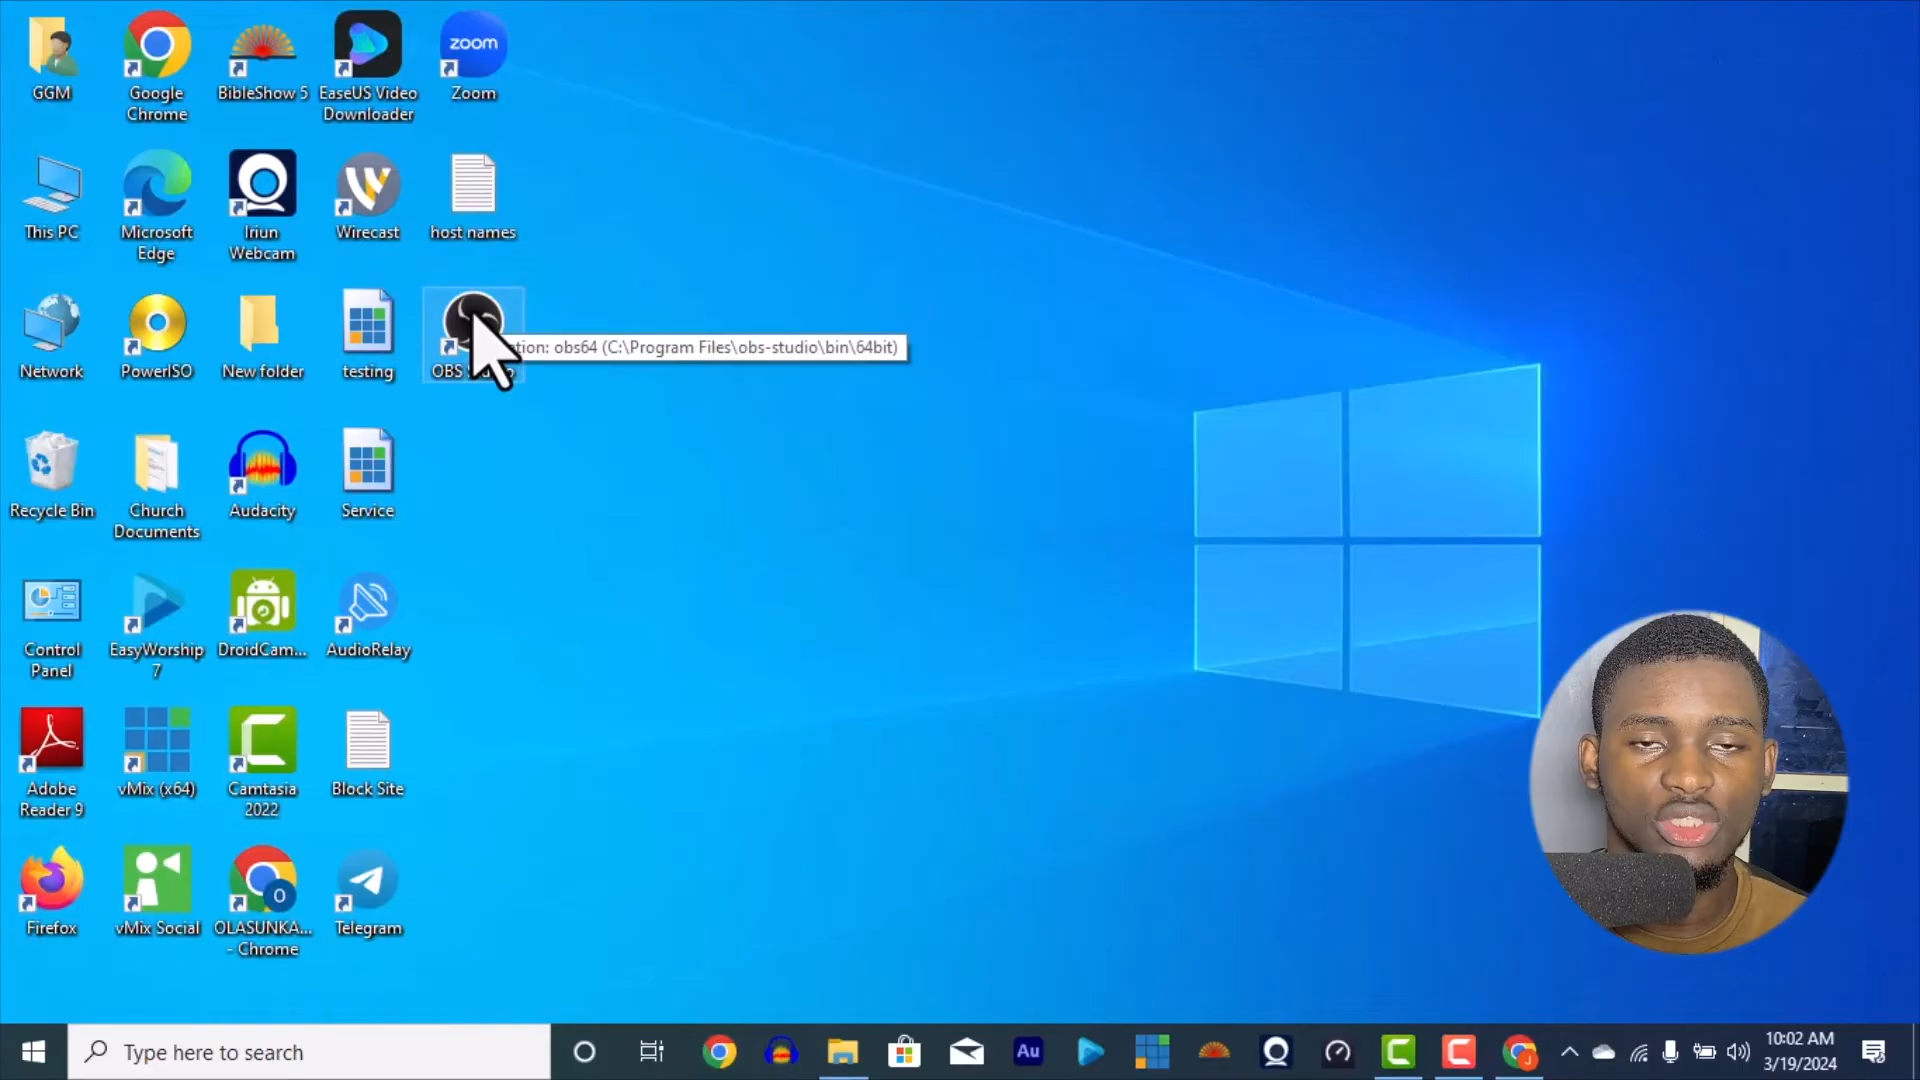 GGM
Google
Chrome
BibleShow 5
EaseUS Video
Downloader
zoom
Zoom
This PC
Microsoft
Edge
Iriun
Webcam
Wirecast
host names
Network
PowerISO
New folder
testing
OBS
obs64 (C:\Program Files\obs-studio\bin\64bit)
Recycle Bin
Church
Documents
Audacity
Service
Control
Panel
EasyWorship
7
DroidCam...
AudioRelay
Adobe
Reader 9
vMix (x64)
Camtasia
2022
Block Site
Firefox
vMix Social
O
OLASUNKA...
- Chrome
Telegram
Type here to search
Au
J
10:02 AM
3/19/2024